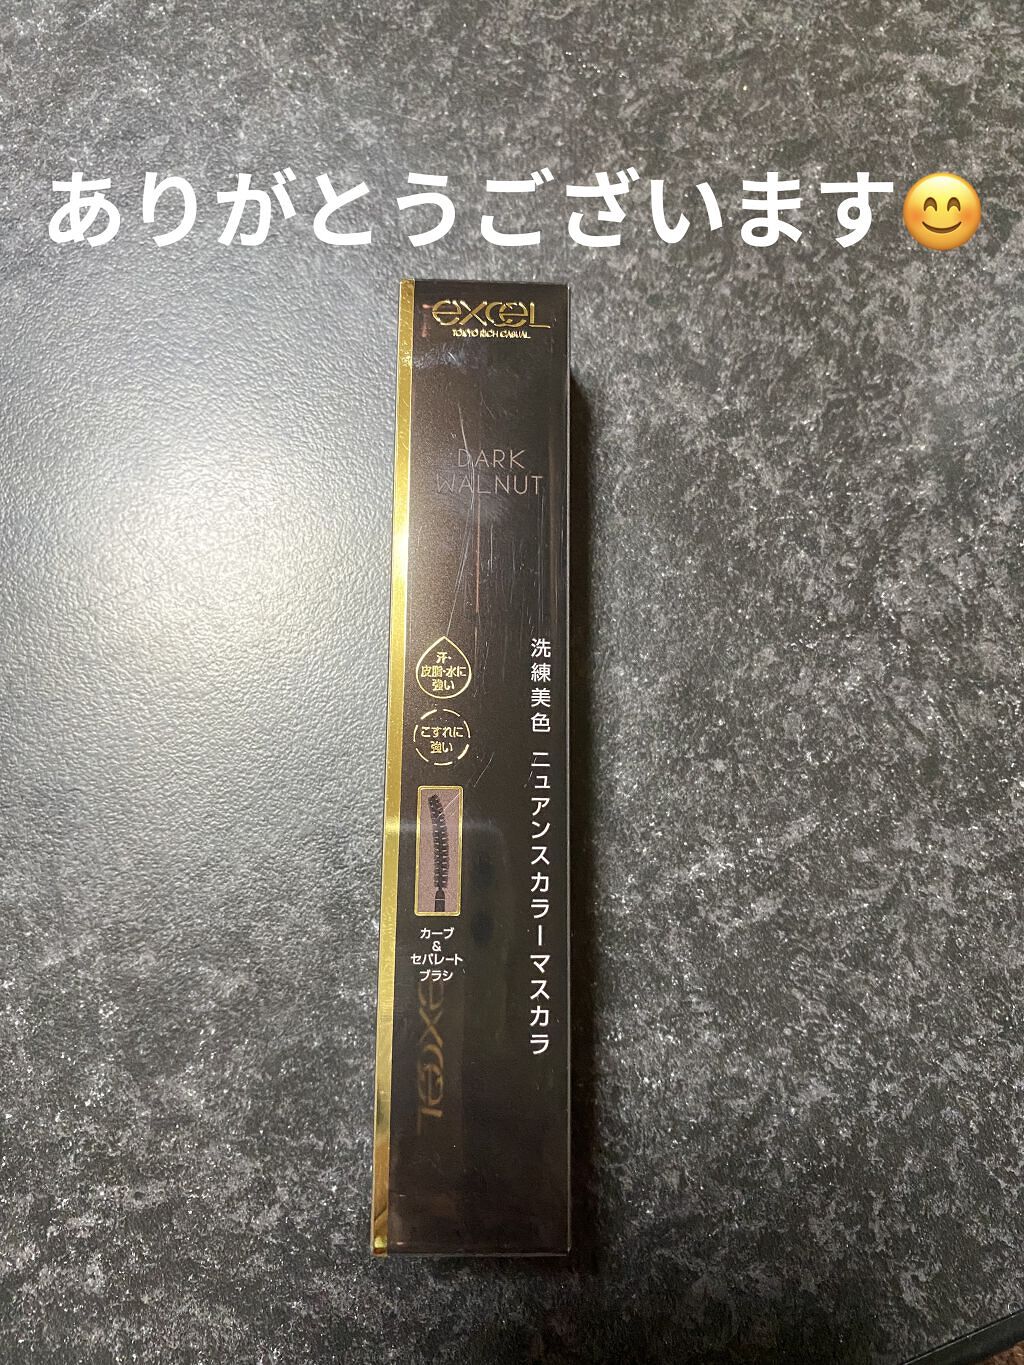 ありがとうございます😊
excel
TOKYO RICH CASUAL
DARK
WALNUT
汗・
皮脂・水に
強い
こすれに
強い
洗練美色 ニュアンスカラーマスカラ
カーブ
&
セパレート
ブラシ
excel